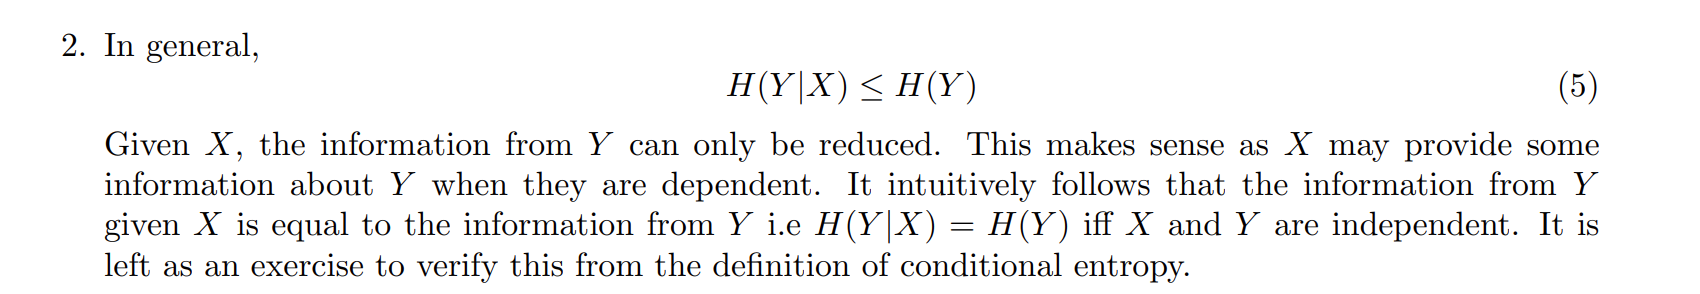 2. In general,
H(Y|X) ≤ H(Y) (5)
Given X, the information from Y can only be reduced. This makes sense as X may provide some
information about Y when they are dependent. It intuitively follows that the information from Y
given X is equal to the information from Y i.e H(Y|X) = H(Y) iff X and Y are independent. It is
left as an exercise to verify this from the definition of conditional entropy.